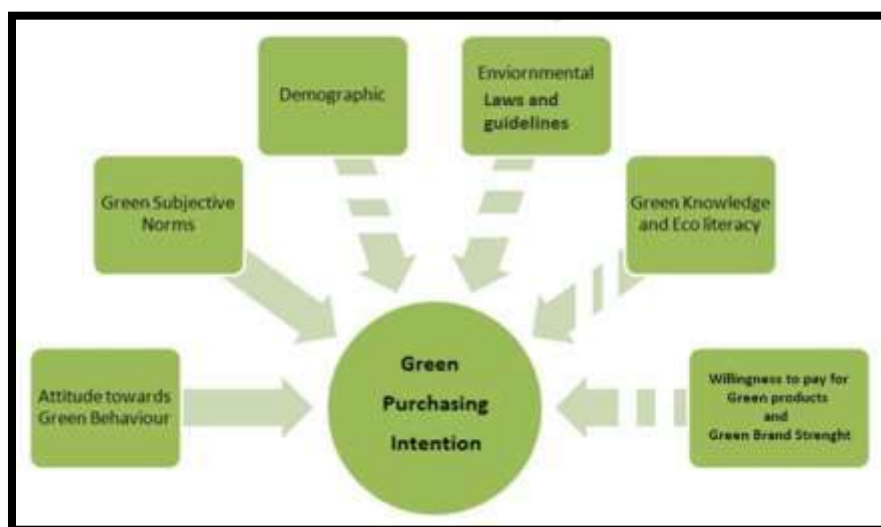 Demographic
Enviornmental
Laws and
guidelines
Green Subjective
Norms
Green Knowledge
and Eco literacy
Attitude towards
Green Behaviour
Green
Purchasing
Intention
Willingness to pay for
Green products
and
Green Brand Strenght